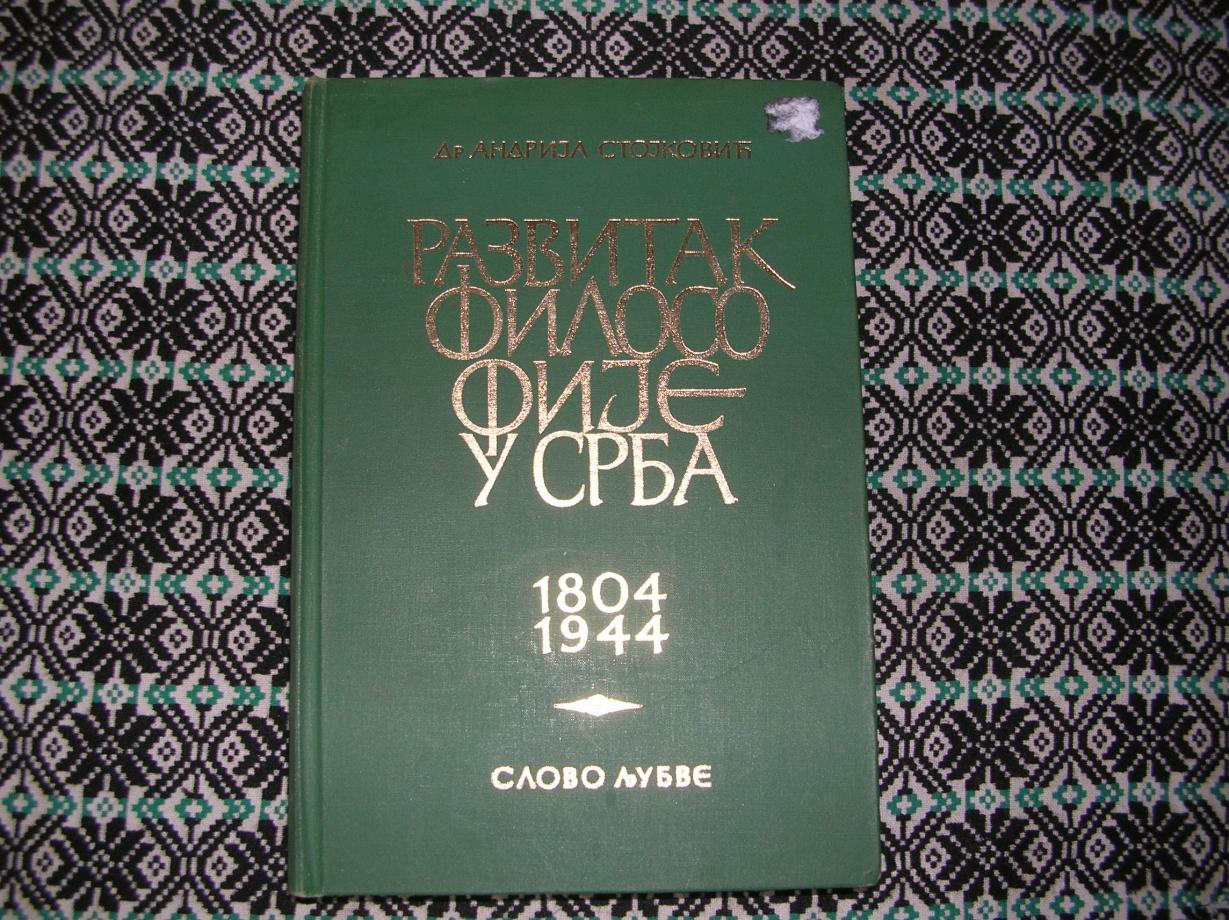 Др АНДРИЈА СТОЈКОВИЋ
РАЗВИТАК
ФИЛОСО
ФИЈЕ
У СРБА
1804
1944
СЛОВО ЉУБВЕ